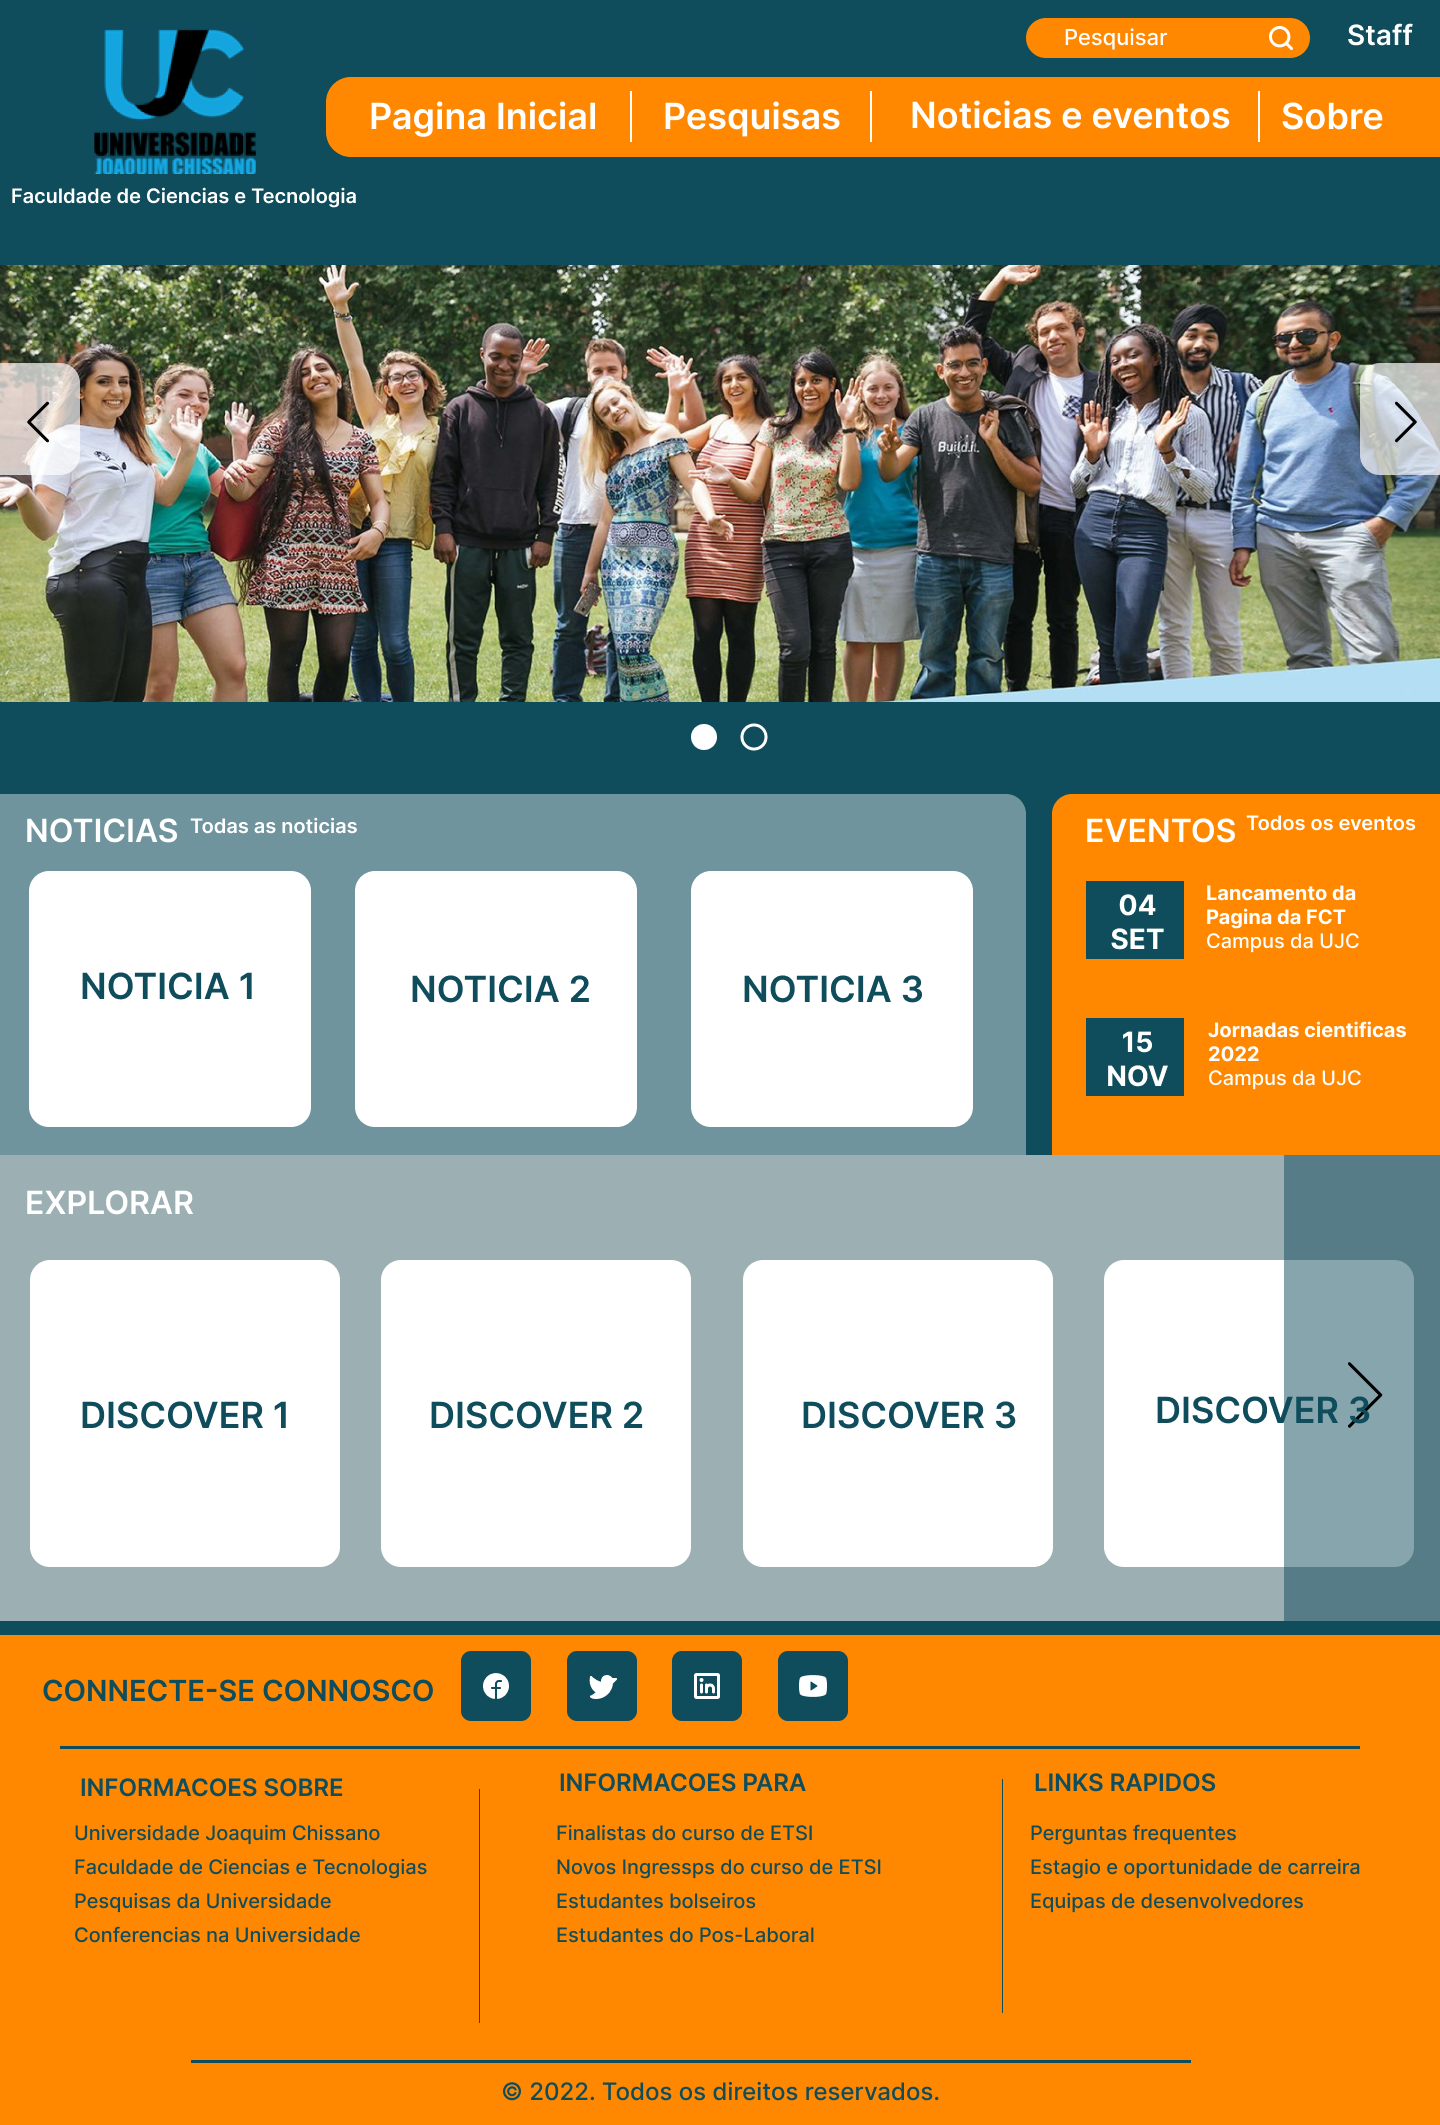 UC
UNIVERSIDADE
JOAQUIM CHISSANO
Faculdade de Ciencias e Tecnologia
Pesquisar
Staff
Pagina Inicial
Pesquisas
Noticias e eventos
Sobre
Build.it.
NOTICIAS Todas as noticias
NOTICIA 1
NOTICIA 2
NOTICIA 3
EVENTOS Todos os eventos
04
SET
Lancamento da
Pagina da FCT
Campus da UJC
15
NOV
Jornadas cientificas
2022
Campus da UJC
EXPLORAR
DISCOVER 1
DISCOVER 2
DISCOVER 3
DISCOVER 3
CONNECTE-SE CONNOSCO
INFORMACOES SOBRE
Universidade Joaquim Chissano
Faculdade de Ciencias e Tecnologias
Pesquisas da Universidade
Conferencias na Universidade
INFORMACOES PARA
Finalistas do curso de ETSI
Novos Ingressps do curso de ETSI
Estudantes bolseiros
Estudantes do Pos-Laboral
LINKS RAPIDOS
Perguntas frequentes
Estagio e oportunidade de carreira
Equipas de desenvolvedores
© 2022. Todos os direitos reservados.